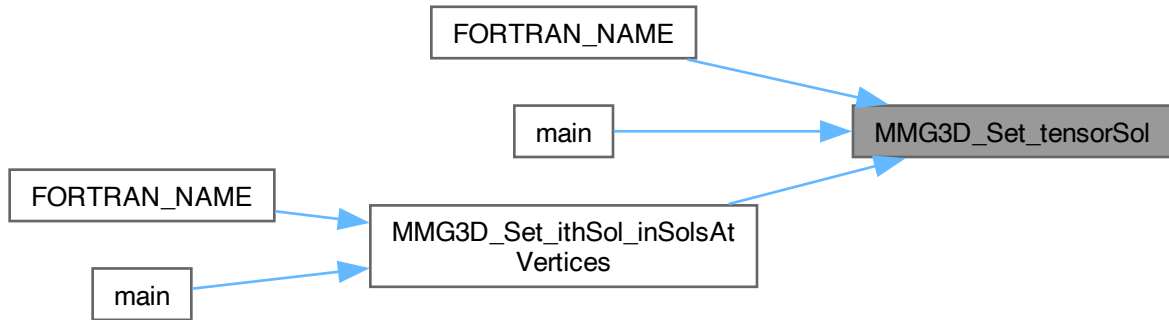 FORTRAN_NAME
main
MMG3D_Set_tensorSol
FORTRAN_NAME
MMG3D_Set_ithSol_inSolsAt
Vertices
main